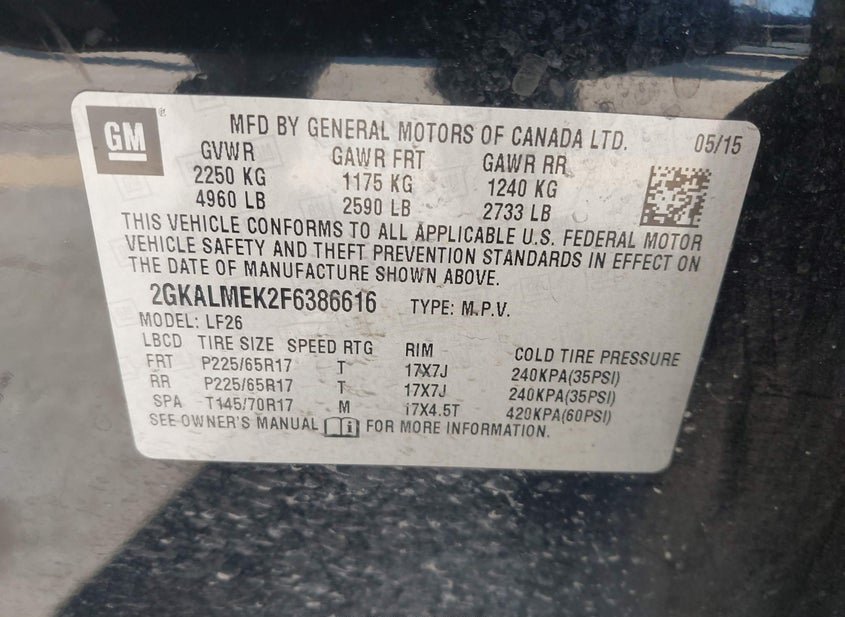 GM
MFD BY GENERAL MOTORS OF CANADA LTD. 05/15
GVWR GAWR FRT GAWR RR
2250 KG 1175 KG 1240 KG
4960 LB 2590 LB 2733 LB
THIS VEHICLE CONFORMS TO ALL APPLICABLE U.S. FEDERAL MOTOR
VEHICLE SAFETY AND THEFT PREVENTION STANDARDS IN EFFECT ON
THE DATE OF MANUFACTURE SHOWN ABOVE.
2GKALMEK2F6386616 TYPE: M.P.V.
MODEL: LF26
LBCD TIRE SIZE SPEED RTG RIM COLD TIRE PRESSURE
FRT P225/65R17 T 17X7J 240KPA(35PSI)
RR P225/65R17 T 17X7J 240KPA(35PSI)
SPA T145/70R17 M 17X4.5T 420KPA(60PSI)
SEE OWNER'S MANUAL FOR MORE INFORMATION.